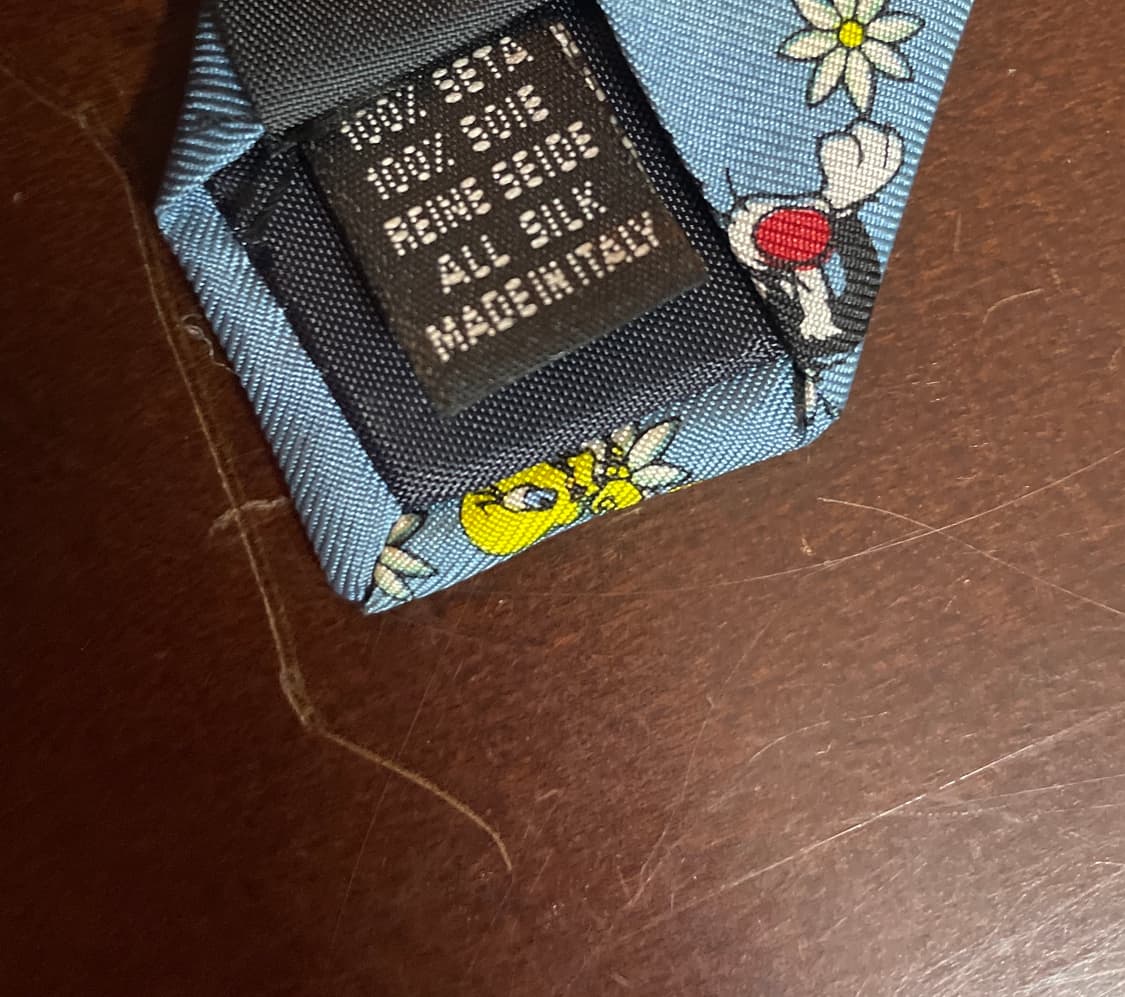 100% SETA
100% SOIE
REINE SEIDE
ALL SILK
MADE IN ITALY